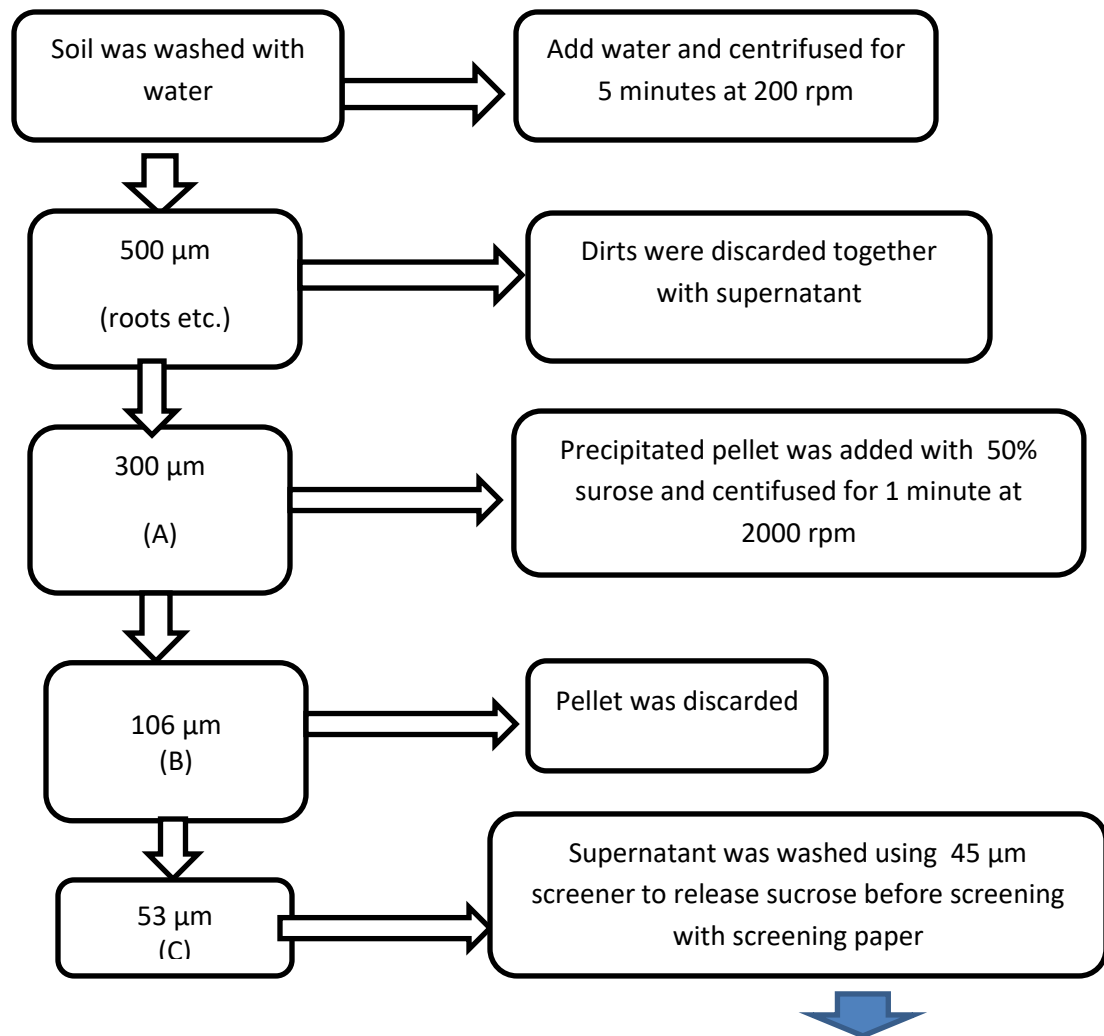 Soil was washed with
water
Add water and centrifused for
5 minutes at 200 rpm
500 µm
(roots etc.)
Dirts were discarded together
with supernatant
300 µm
(A)
Precipitated pellet was added with 50%
surose and centifused for 1 minute at
2000 rpm
106 µm
(B)
Pellet was discarded
53 µm
(C)
Supernatant was washed using 45 µm
screener to release sucrose before screening
with screening paper